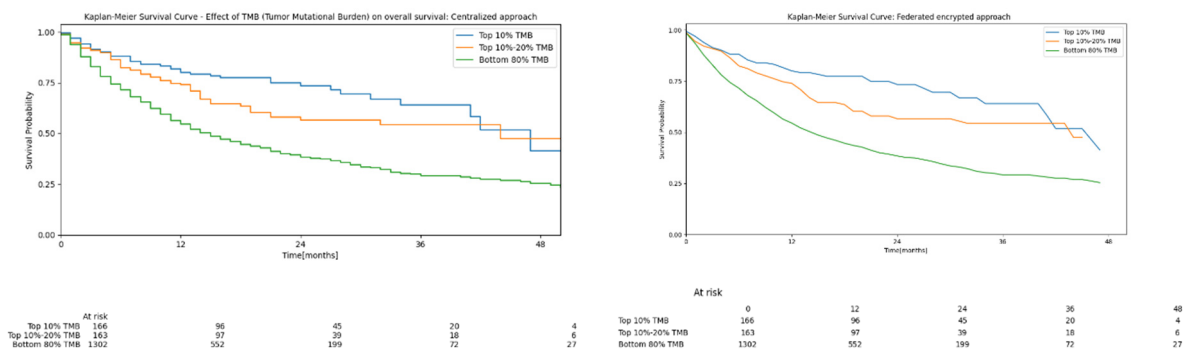 Kaplan-Meier Survival Curve - Effect of TMB (Tumor Mutational Burden) on overall survival: Centralized approach
1.00
0.75
0.50
0.25
0.00
Survival Probability
Top 10% TMB
Top 10%-20% TMB
Bottom 80% TMB
0 12 24 36 48
Time[months]
At risk
Top 10% TMB 166 96 45 20 4
Top 10%-20% TMB 163 97 39 18 6
Bottom 80% TMB 1302 552 199 72 27
Kaplan-Meier Survival Curve: Federated encrypted approach
1.00
0.75
0.50
0.25
0.00
Survival Probability
Top 10% TMB
Top 10%-20% TMB
Bottom 80% TMB
0 12 24 36 48
Time[months]
At risk
0 12 24 36 48
Top 10% TMB 166 96 45 20 4
Top 10%-20% TMB 163 97 39 18 6
Bottom 80% TMB 1302 552 199 72 27